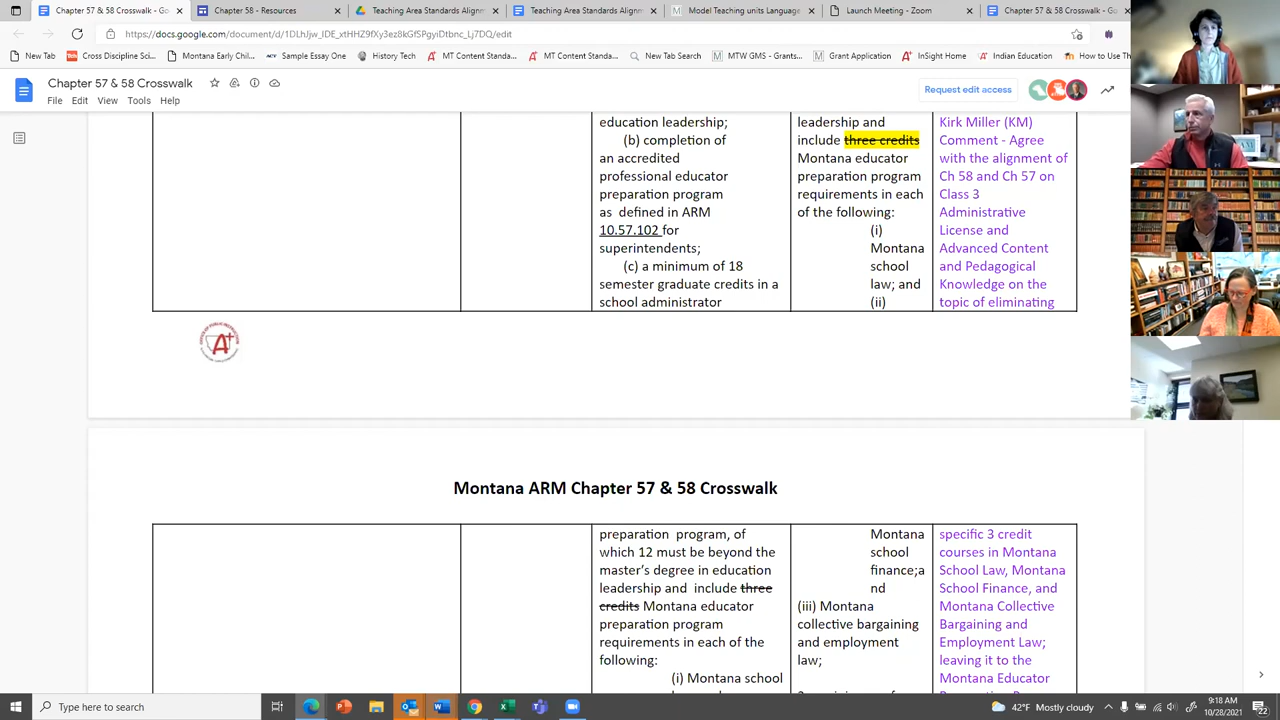 Chapter 57 & 58 Crosswalk - Go
Chapter 58 - Resources
Teaching Area Standards Alignm
Teaching Area Standards Alignm
Model Teaching units Language
Launch Meeting - Zoom
Chapter 57 & 58 Crosswalk - Go
New Tab
Cross Discipline Sci...
Montana Early Chil...
Sample Essay One
History Tech
MT Content Standa...
MT Content Standa...
New Tab Search
MTW GMS - Grants...
Grant Application
InSight Home
Indian Education
How to Use Th
Chapter 57 & 58 Crosswalk
File Edit View Tools Help
Request edit access
education leadership;
(b) completion of
an accredited
professional educator
preparation program
as defined in ARM
10.57.102 for
superintendents;
(c) a minimum of 18
semester graduate credits in a
school administrator
leadership and
include three credits
Montana educator
preparation program
requirements in each
of the following:
(i)
Montana
school
law; and
(ii)
Kirk Miller (KM)
Comment - Agree
with the alignment of
Ch 58 and Ch 57 on
Class 3
Administrative
License and
Advanced Content
and Pedagogical
Knowledge on the
topic of eliminating
A+
Montana ARM Chapter 57 & 58 Crosswalk
preparation program, of
which 12 must be beyond the
master's degree in education
leadership and include three
credits Montana educator
preparation program
requirements in each of the
following:
(i) Montana school
Montana
school
finance;a
nd
(iii) Montana
collective bargaining
and employment
law;
specific 3 credit
courses in Montana
School Law, Montana
School Finance, and
Montana Collective
Bargaining and
Employment Law;
leaving it to the
Montana Educator
Type here to search
42°F Mostly cloudy
9:18 AM
10/28/2021
22